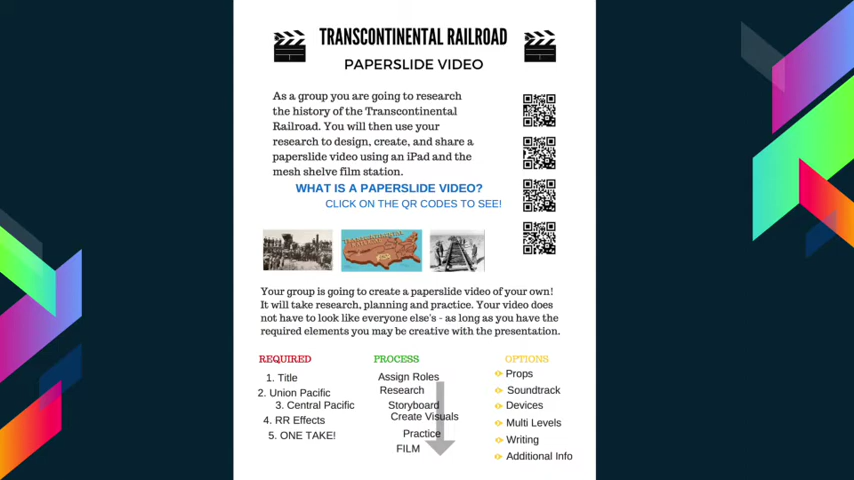 TRANSCONTINENTAL RAILROAD
PAPERSLIDE VIDEO
As a group you are going to research
the history of the Transcontinental
Railroad. You will then use your
research to design, create, and share a
paperslide video using an iPad and the
mesh shelve film station.
WHAT IS A PAPERSLIDE VIDEO?
CLICK ON THE QR CODES TO SEE!
TRANSCONTINENTAL
Your group is going to create a paperslide video of your own!
It will take research, planning and practice. Your video does
not have to look like everyone else's - as long as you have the
required elements you may be creative with the presentation.
REQUIRED
1. Title
2. Union Pacific
3. Central Pacific
4. RR Effects
5. ONE TAKE!
PROCESS
Assign Roles
Research
Storyboard
Create Visuals
Practice
FILM
OPTIONS
Props
Soundtrack
Devices
Multi Levels
Writing
Additional Info